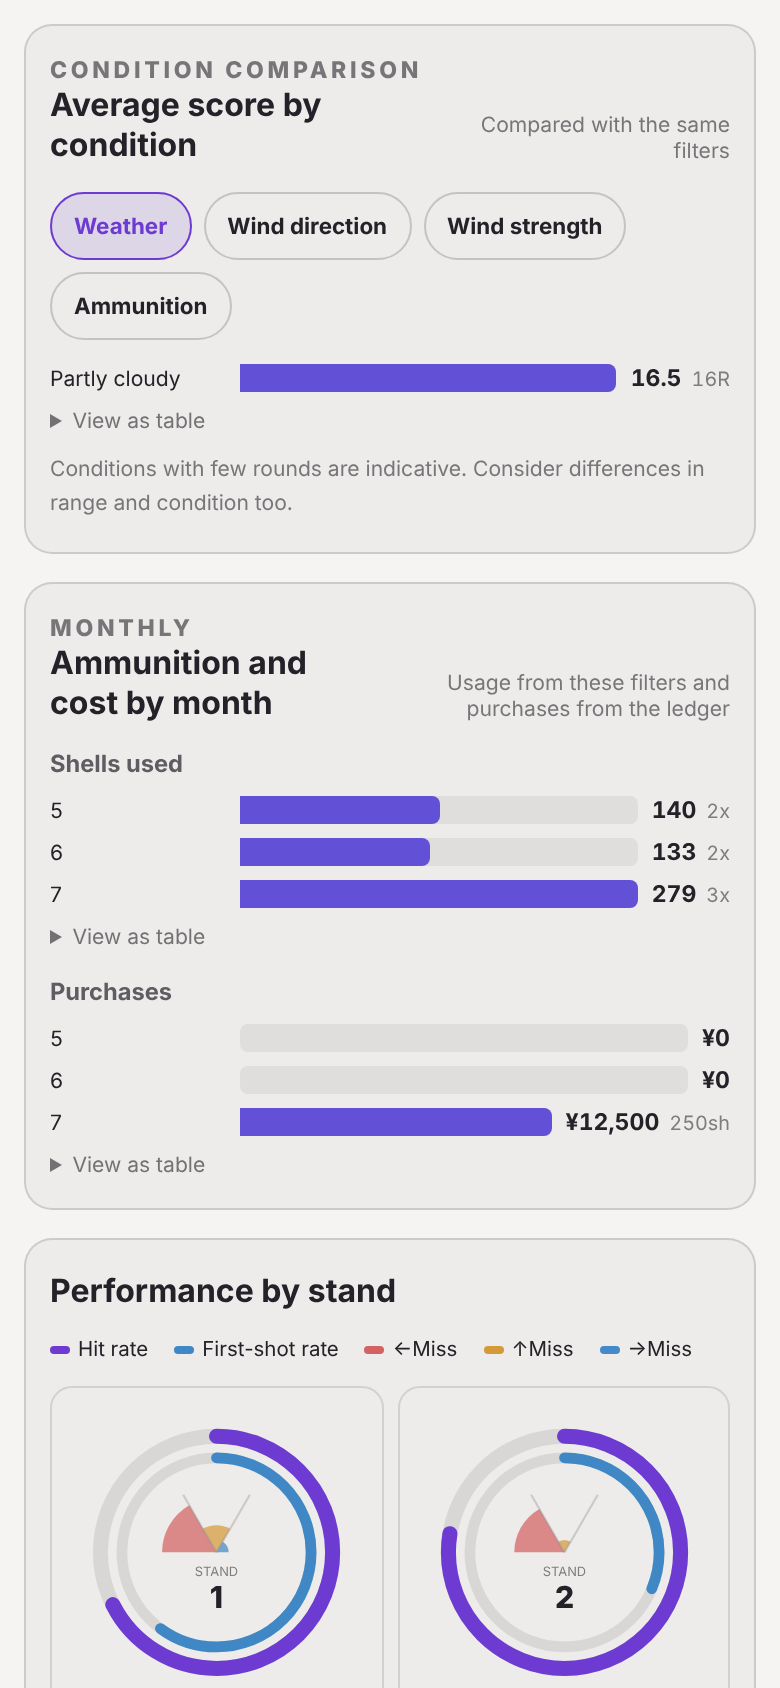 CONDITION COMPARISON
Average score by
condition
Compared with the same
filters
Weather
Wind direction
Wind strength
Ammunition
Partly cloudy 16.5 16R
▶ View as table
Conditions with few rounds are indicative. Consider differences in
range and condition too.
MONTHLY
Ammunition and
cost by month
Usage from these filters and
purchases from the ledger
Shells used
5 140 2x
6 133 2x
7 279 3x
▶ View as table
Purchases
5 ¥0
6 ¥0
7 ¥12,500 250sh
▶ View as table
Performance by stand
Hit rate First-shot rate ←Miss ↑Miss →Miss
STAND
1
STAND
2